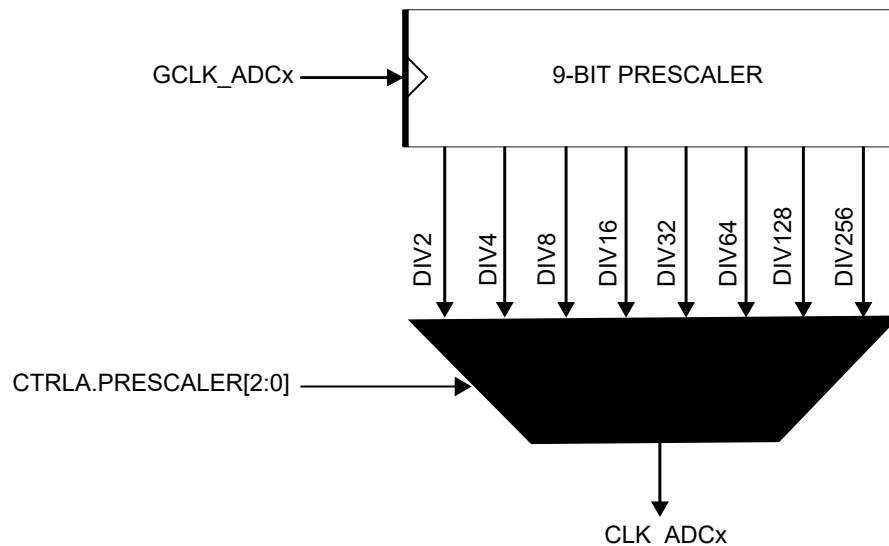 9-BIT PRESCALER
GCLK_ADCx
DIV2
DIV4
DIV8
DIV16
DIV32
DIV64
DIV128
DIV256
CTRLA.PRESCALER[2:0]
CLK_ADCx